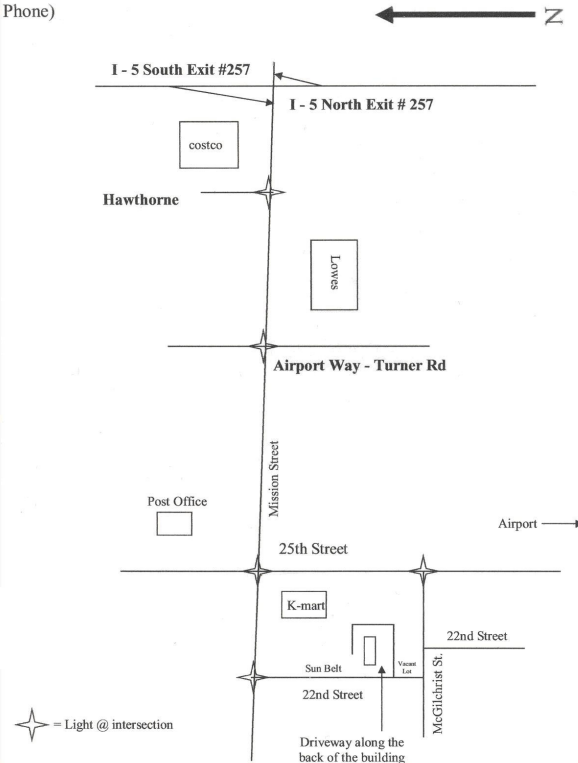 Phone)
N
I - 5 South Exit #257
I - 5 North Exit # 257
costco
Hawthorne
Lowes
Airport Way - Turner Rd
Mission Street
Post Office
Airport
25th Street
K-mart
22nd Street
Sun Belt
Vacant
Lot
22nd Street
McGilchrist St.
= Light @ intersection
Driveway along the
back of the building